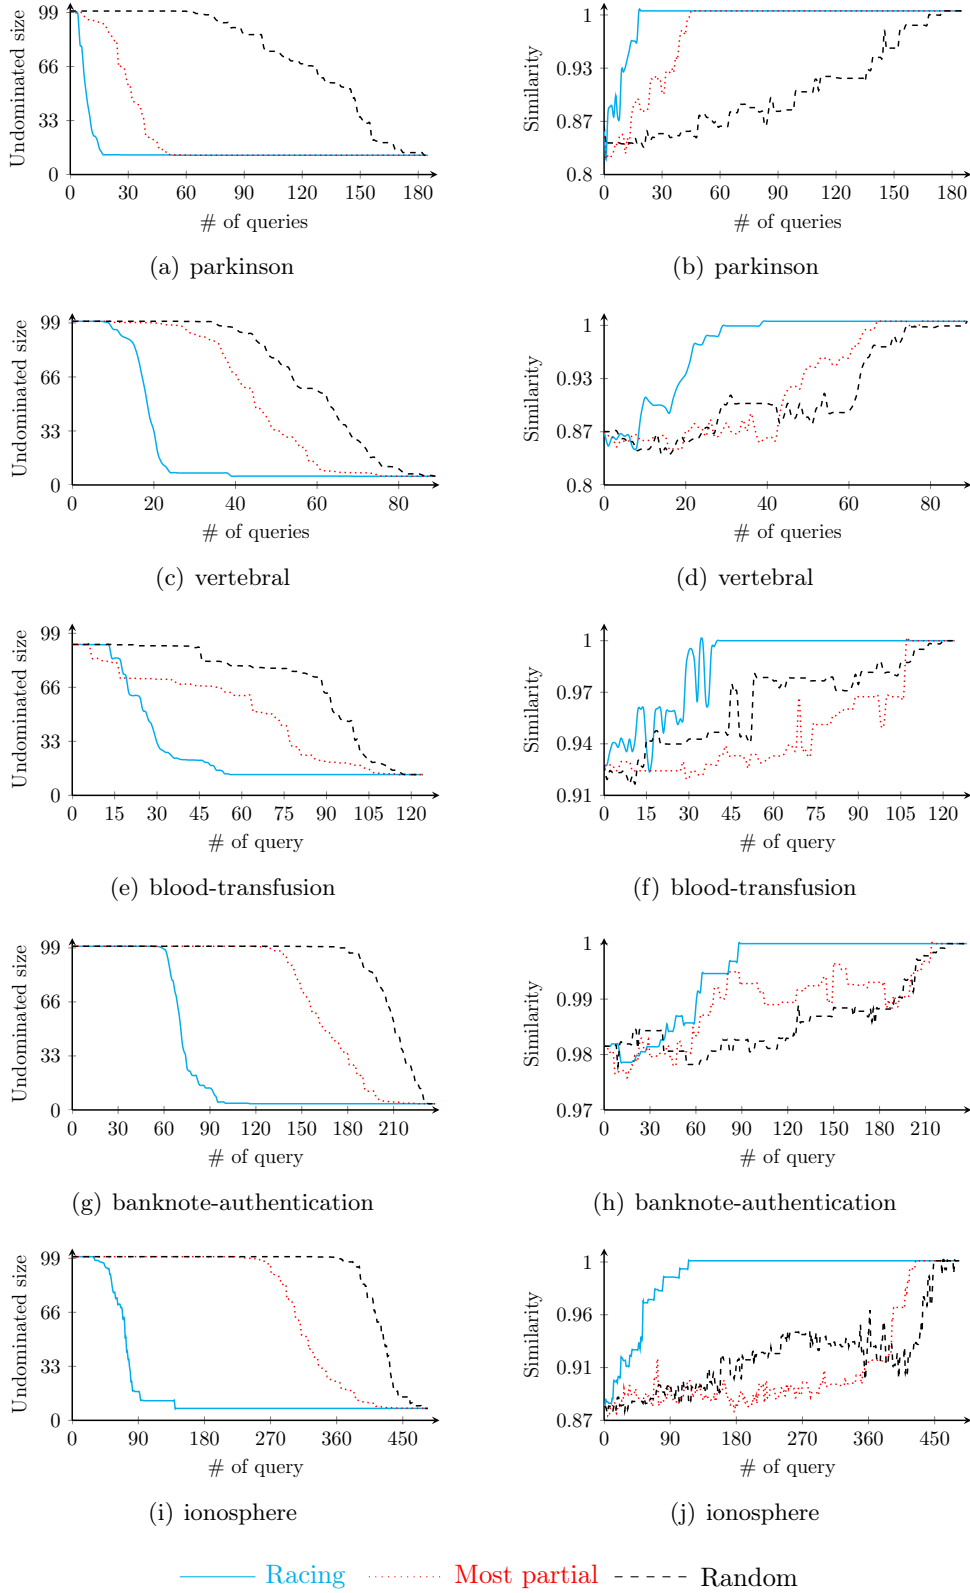 99
66
33
0
0 30 60 90 120 150 180
# of queries
Undominated size
(a) parkinson
1
0.93
0.87
0.8
0 30 60 90 120 150 180
# of queries
Similarity
(b) parkinson
99
66
33
0
0 20 40 60 80
# of queries
Undominated size
(c) vertebral
1
0.93
0.87
0.8
0 20 40 60 80
# of queries
Similarity
(d) vertebral
99
66
33
0
0 15 30 45 60 75 90 105 120
# of query
Undominated size
(e) blood-transfusion
1
0.97
0.94
0.91
0 15 30 45 60 75 90 105 120
# of query
Similarity
(f) blood-transfusion
99
66
33
0
0 30 60 90 120 150 180 210
# of query
Undominated size
(g) banknote-authentication
1
0.99
0.98
0.97
0 30 60 90 120 150 180 210
# of query
Similarity
(h) banknote-authentication
99
66
33
0
0 90 180 270 360 450
# of query
Undominated size
(i) ionosphere
1
0.96
0.91
0.87
0 90 180 270 360 450
# of query
Similarity
(j) ionosphere
Racing Most partial Random